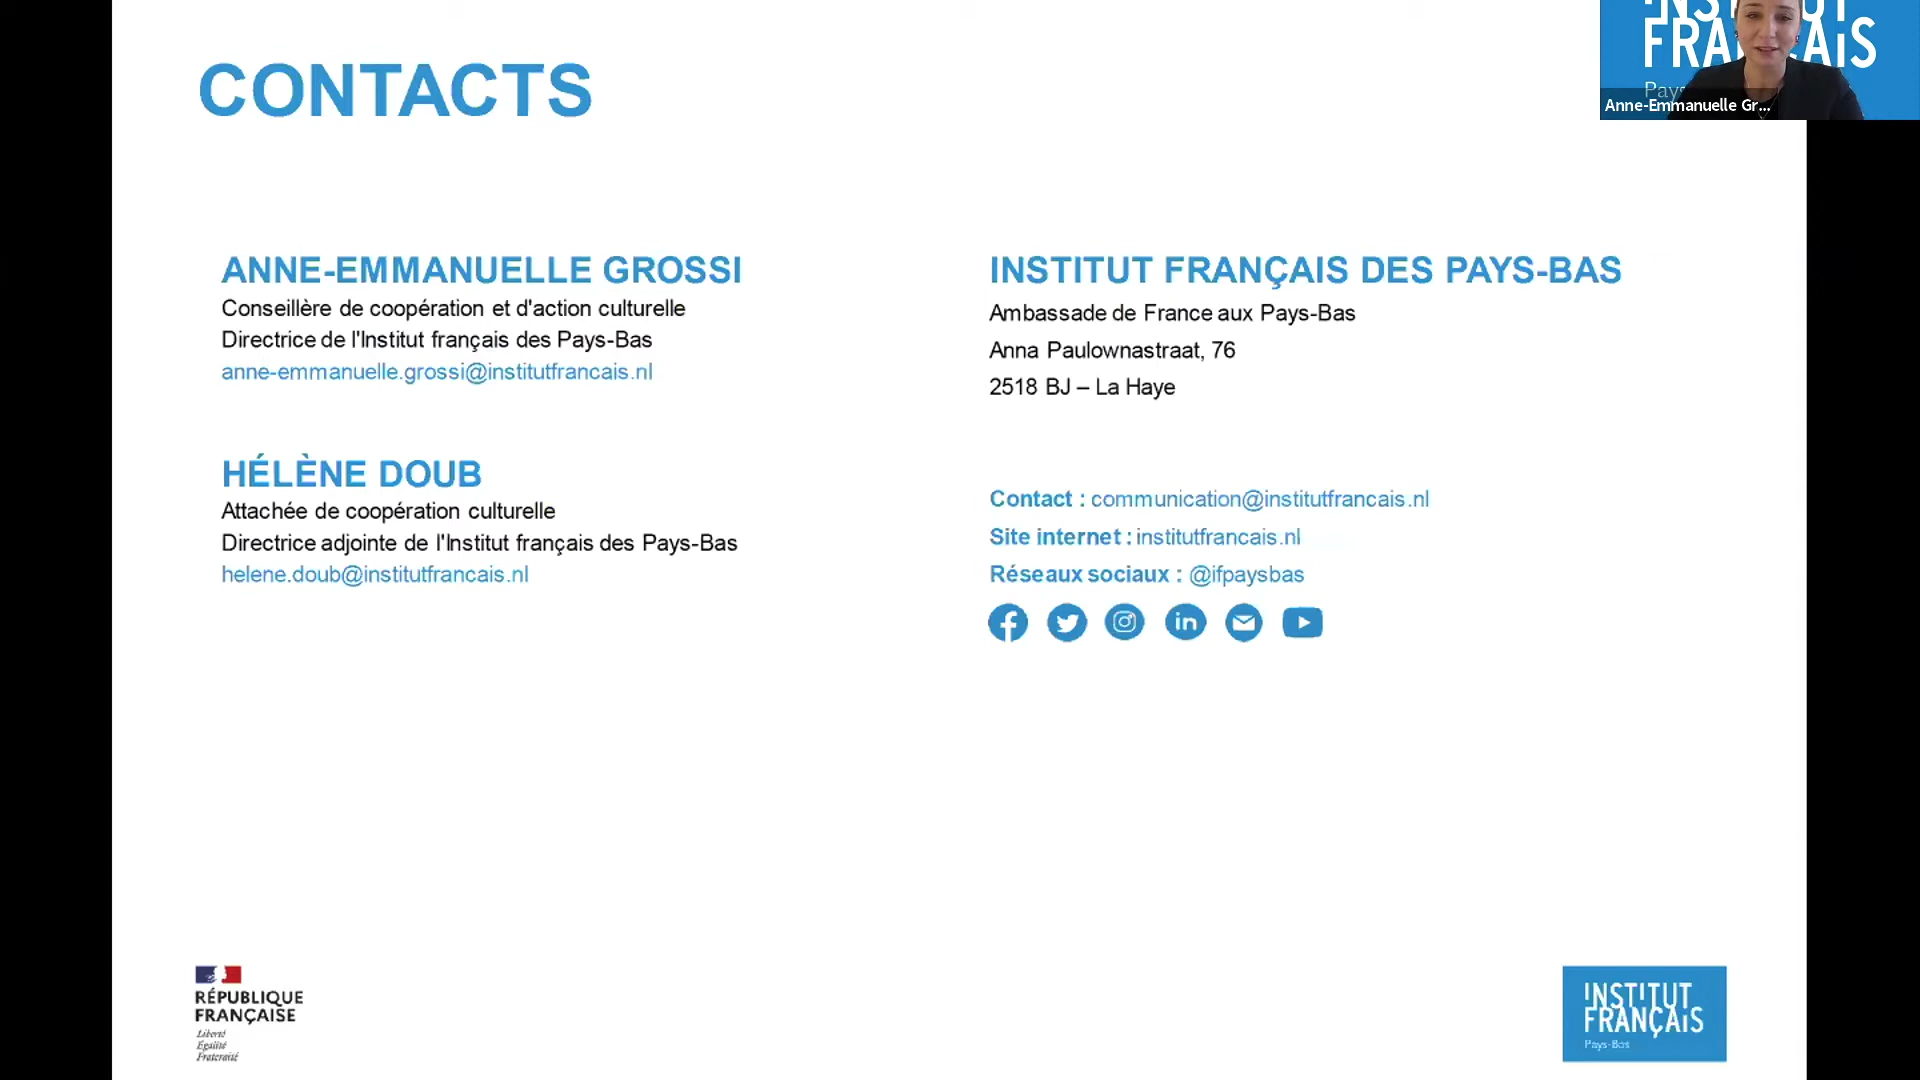 CONTACTS
ANNE-EMMANUELLE GROSSI
Conseillère de coopération et d'action culturelle
Directrice de l'Institut français des Pays-Bas
anne-emmanuelle.grossi@institutfrancais.nl
HÉLÈNE DOUB
Attachée de coopération culturelle
Directrice adjointe de l'Institut français des Pays-Bas
helene.doub@institutfrancais.nl
INSTITUT FRANÇAIS DES PAYS-BAS
Ambassade de France aux Pays-Bas
Anna Paulownastraat, 76
2518 BJ – La Haye
Contact : communication@institutfrancais.nl
Site internet : institutfrancais.nl
Réseaux sociaux : @ifpaysbas
Anne-Emmanuelle Gr...
RÉPUBLIQUE
FRANÇAISE
Liberté
Égalité
Fraternité
INSTITUT
FRANÇAIS
Pays-Bas